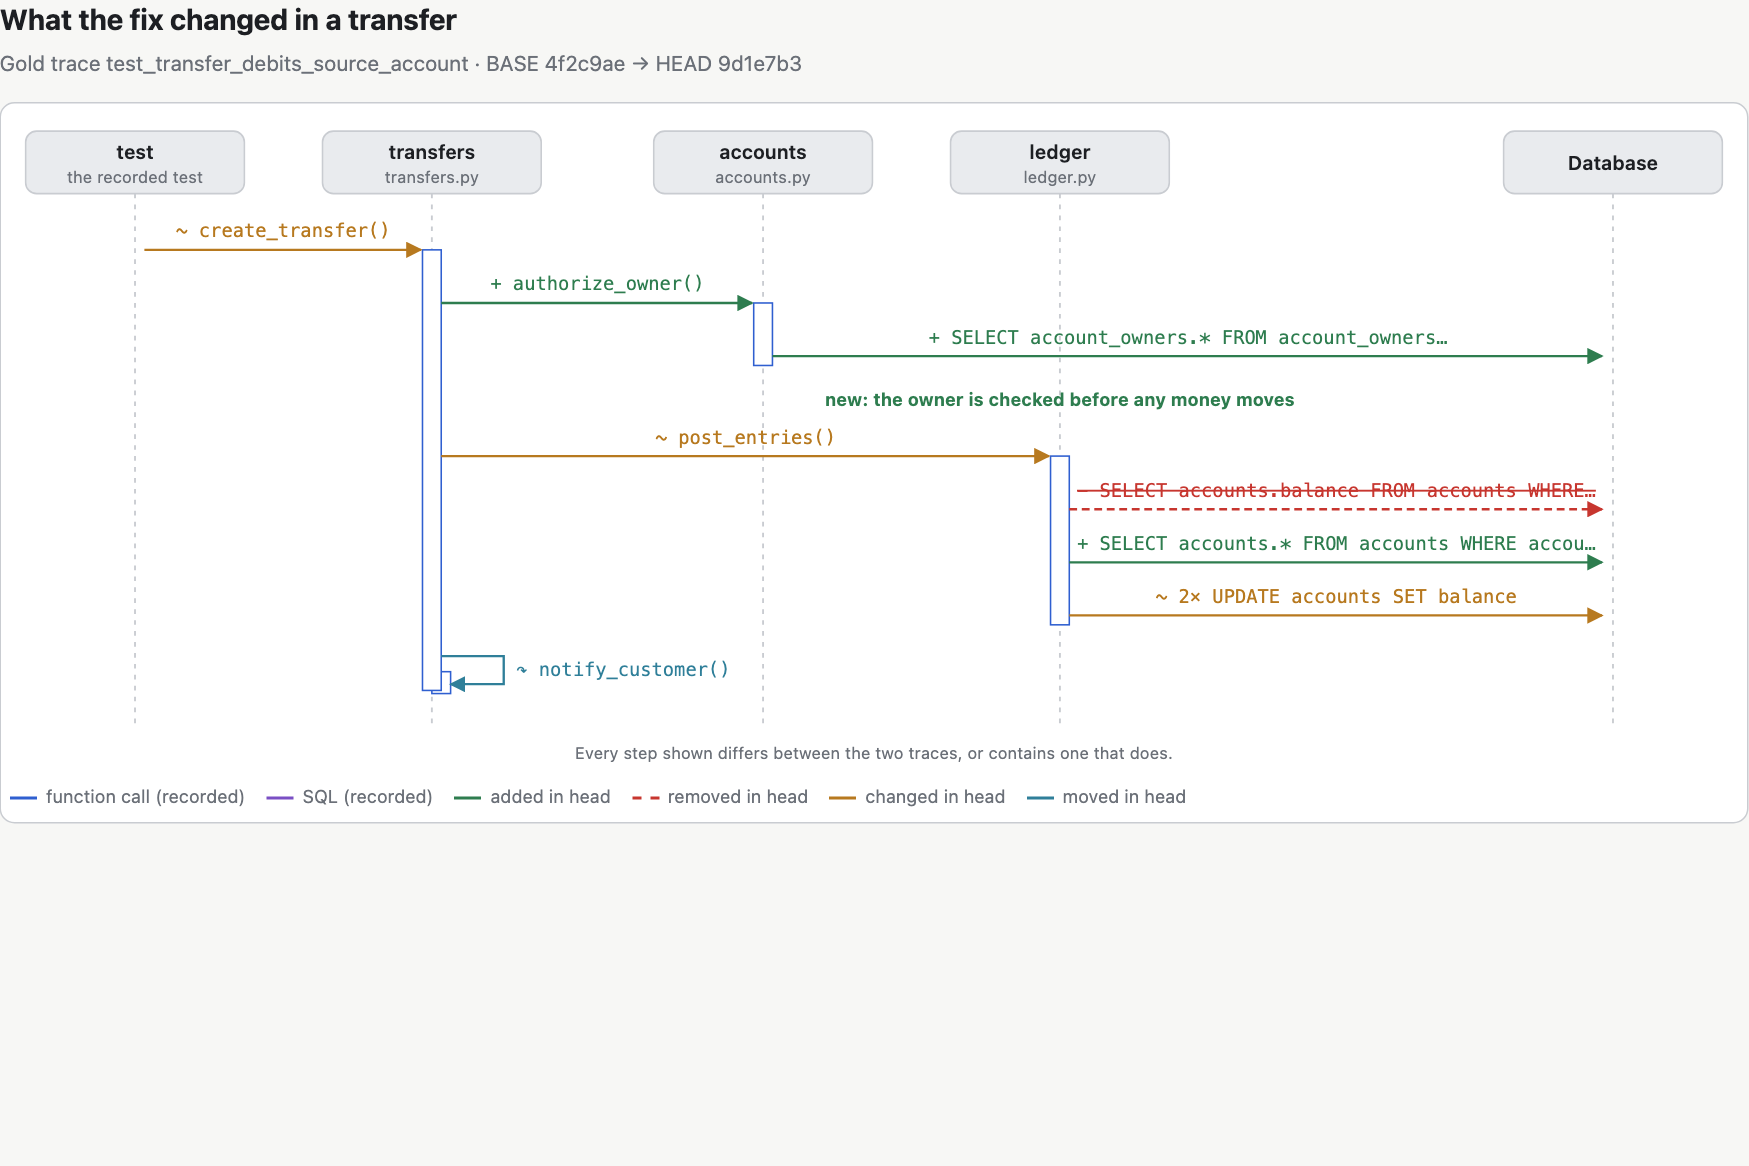 What the fix changed in a transfer
Gold trace test_transfer_debits_source_account · BASE 4f2c9ae → HEAD 9d1e7b3
test
the recorded test
transfers
transfers.py
accounts
accounts.py
ledger
ledger.py
Database
~ create_transfer()
+ authorize_owner()
+ SELECT account_owners.* FROM account_owners…
new: the owner is checked before any money moves
~ post_entries()
− SELECT accounts.balance FROM accounts WHERE…
+ SELECT accounts.* FROM accounts WHERE accou…
~ 2× UPDATE accounts SET balance
↷ notify_customer()
Every step shown differs between the two traces, or contains one that does.
function call (recorded)
SQL (recorded)
added in head
removed in head
changed in head
moved in head